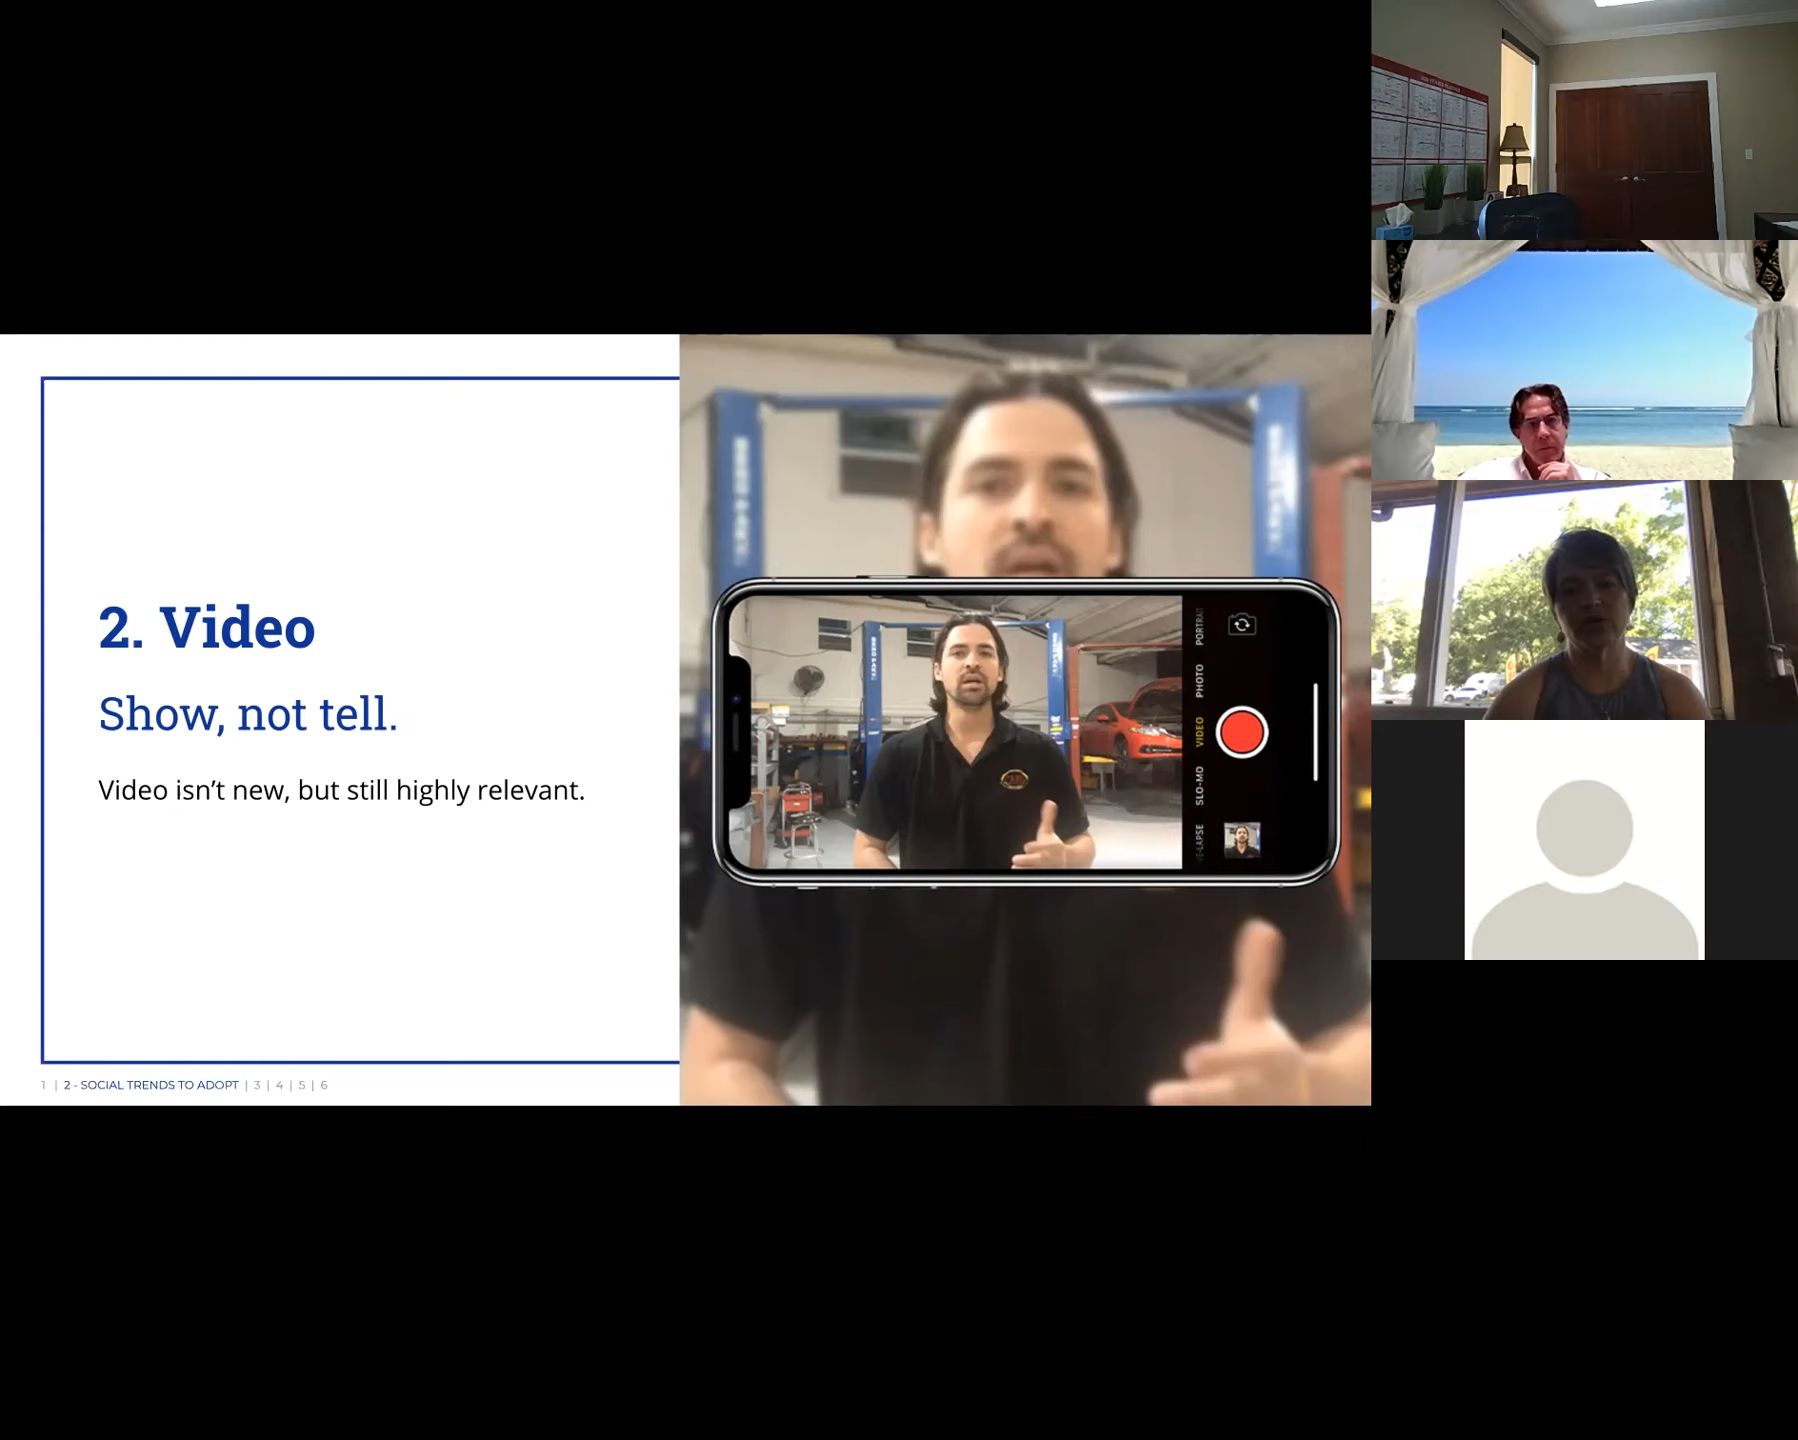 2. Video
Show, not tell.
Video isn't new, but still highly relevant.
1 | 2 - SOCIAL TRENDS TO ADOPT | 3 | 4 | 5 | 6
PORTRAIT
PHOTO
VIDEO
SLO-MO
E-LAPSE